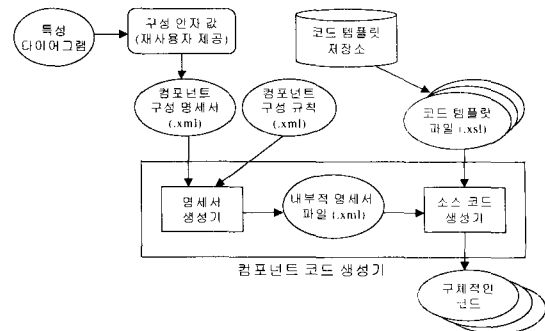 특성
다이어그램
구성 인자 값
(재사용자 제공)
코드 템플릿
저장소
컴포넌트
구성 명세서
(.xml)
컴포넌트
구성 규칙
(.xml)
코드 템플릿
파일 (.xsl)
명세서
생성기
내부적 명세서
파일 (.xml)
소스 코드
생성기
컴포넌트 코드 생성기
구체적인